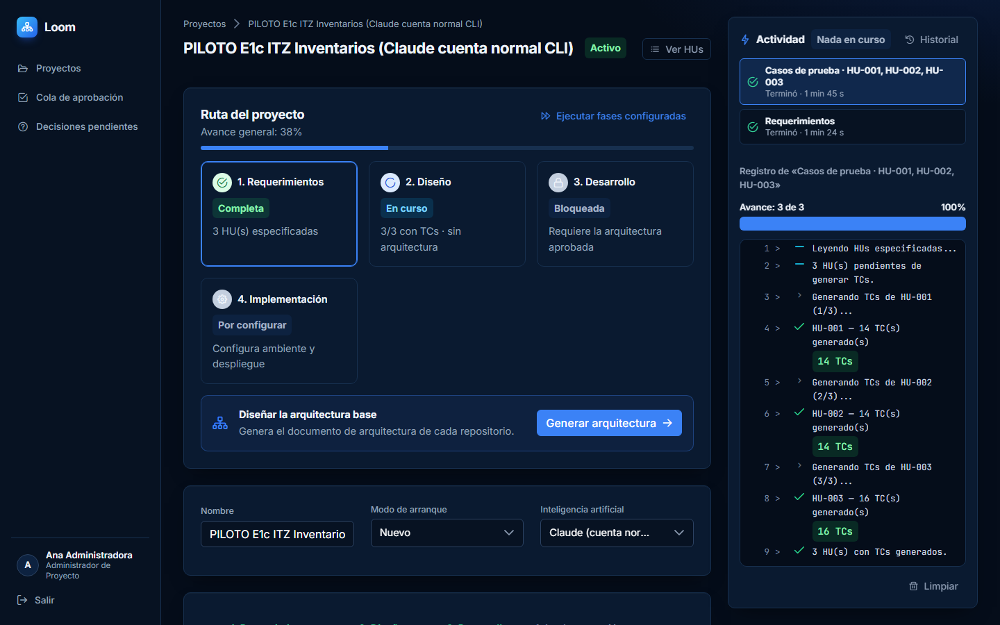 Loom
Proyectos
Cola de aprobación
Decisiones pendientes
A
Ana Administradora
Administrador de
Proyecto
Salir
Proyectos
PILOTO E1c ITZ Inventarios (Claude cuenta normal CLI)
PILOTO E1c ITZ Inventarios (Claude cuenta normal CLI)
Activo
Ver HUs
Ruta del proyecto
Avance general: 38%
Ejecutar fases configuradas
1. Requerimientos
Completa
3 HU(s) especificadas
2. Diseño
En curso
3/3 con TCs · sin
arquitectura
3. Desarrollo
Bloqueada
Requiere la arquitectura
aprobada
4. Implementación
Por configurar
Configura ambiente y
despliegue
Diseñar la arquitectura base
Genera el documento de arquitectura de cada repositorio.
Generar arquitectura
Nombre
PILOTO E1c ITZ Inventario
Modo de arranque
Nuevo
Inteligencia artificial
Claude (cuenta nor...
Actividad
Nada en curso
Historial
Casos de prueba · HU-001, HU-002, HU-
003
Terminó · 1 min 45 s
Requerimientos
Terminó · 1 min 24 s
Registro de «Casos de prueba · HU-001, HU-002,
HU-003»
Avance: 3 de 3
100%
1 > Leyendo HUs especificadas...
2 > 3 HU(s) pendientes de
generar TCs.
3 > Generando TCs de HU-001
(1/3)...
4 > HU-001 — 14 TC(s)
generado(s)
14 TCs
5 > Generando TCs de HU-002
(2/3)...
6 > HU-002 — 14 TC(s)
generado(s)
14 TCs
7 > Generando TCs de HU-003
(3/3)...
8 > HU-003 — 16 TC(s)
generado(s)
16 TCs
9 > 3 HU(s) con TCs generados.
Limpiar